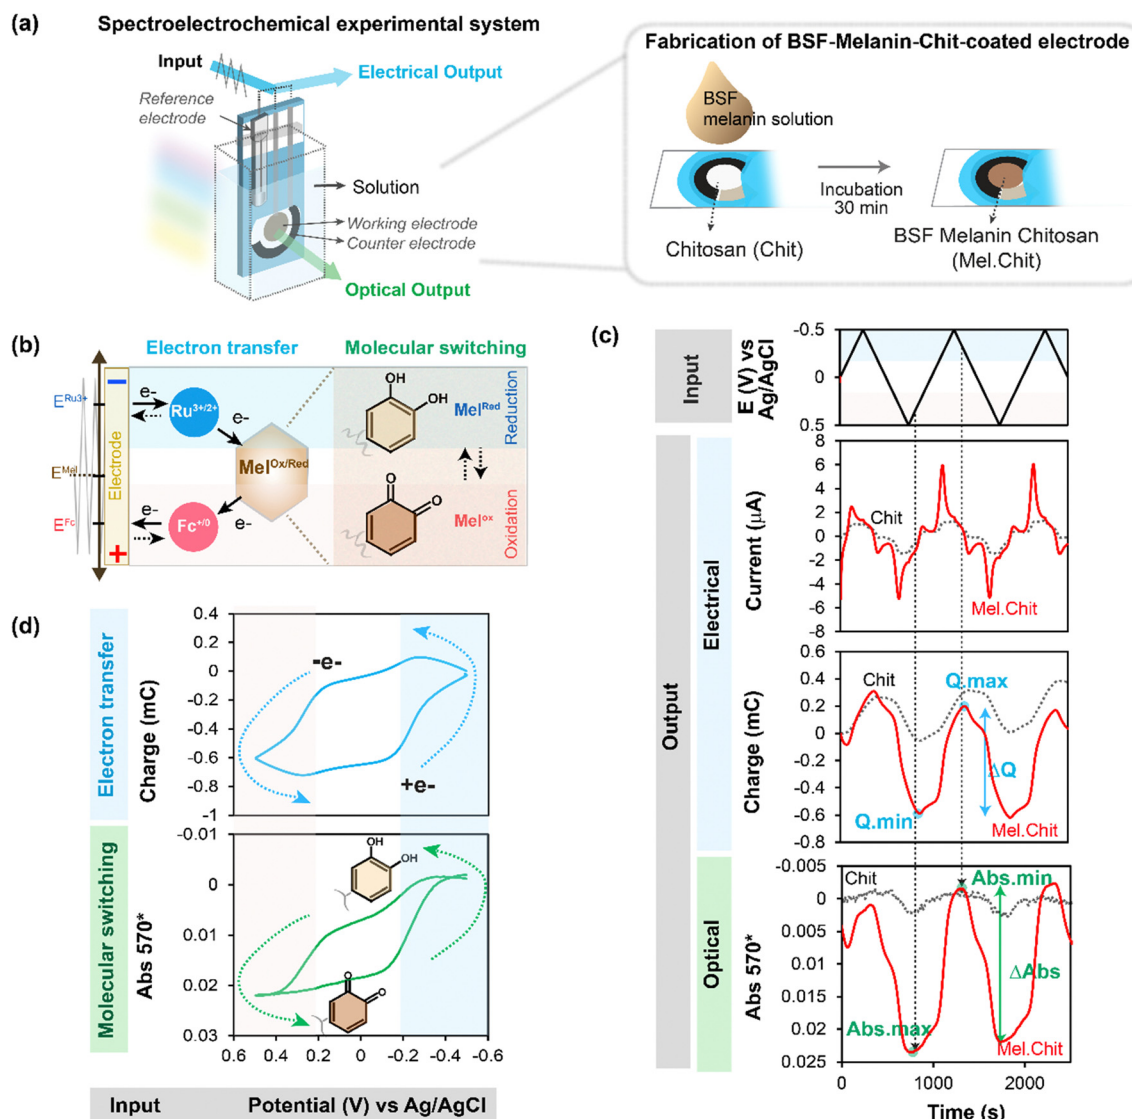 (a)
Spectroelectrochemical experimental system
Input
Electrical Output
Reference
electrode
Solution
Working electrode
Counter electrode
Optical Output
Fabrication of BSF-Melanin-Chit-coated electrode
BSF
melanin solution
Incubation
30 min
Chitosan (Chit)
BSF Melanin Chitosan
(Mel.Chit)
(b)
Electron transfer
Molecular switching
E^Ru3+
E^Mel
E^Fc
Electrode
e-
Ru^3+/2+
e-
Mel^Ox/Red
Fc^+/0
e-
e-
OH
OH
Mel^Red
Reduction
O
O
Mel^ox
Oxidation
(c)
Input
E (V) vs
Ag/AgCl
-0.5
0
0.5
Output
Electrical
Current (µA)
8
6
4
2
0
-2
-4
-6
-8
Chit
Mel.Chit
Charge (mC)
0.6
0.4
0.2
0
-0.2
-0.4
-0.6
-0.8
Chit
Q.max
ΔQ
Q.min
Mel.Chit
Optical
Abs 570*
-0.005
0
0.005
0.01
0.015
0.02
0.025
Chit
Abs.min
ΔAbs
Abs.max
Mel.Chit
0
1000
2000
Time (s)
(d)
Electron transfer
Charge (mC)
0.4
0.2
0
-0.2
-0.4
-0.6
-0.8
-1
-e-
+e-
Molecular switching
Abs 570*
-0.01
0
0.01
0.02
0.03
OH
OH
O
O
0.6 0.4 0.2 0 -0.2 -0.4 -0.6
Input Potential (V) vs Ag/AgCl